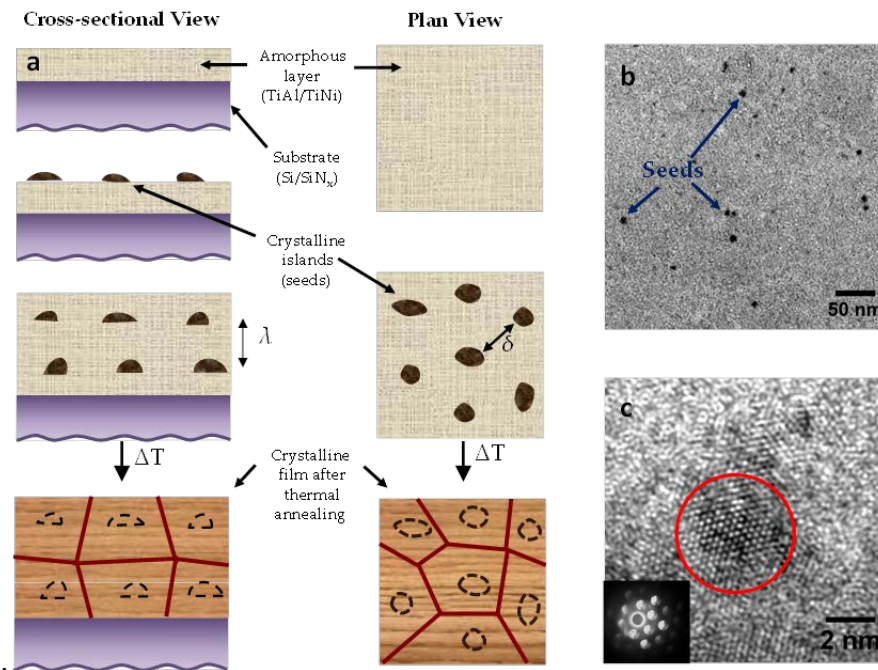 Cross-sectional View
Plan View
a
Amorphous
layer
(TiAl/TiNi)
Substrate
(Si/SiNx)
Crystalline
islands
(seeds)
λ
δ
ΔT
ΔT
Crystalline
film after
thermal
annealing
b
Seeds
50 nm
c
2 nm